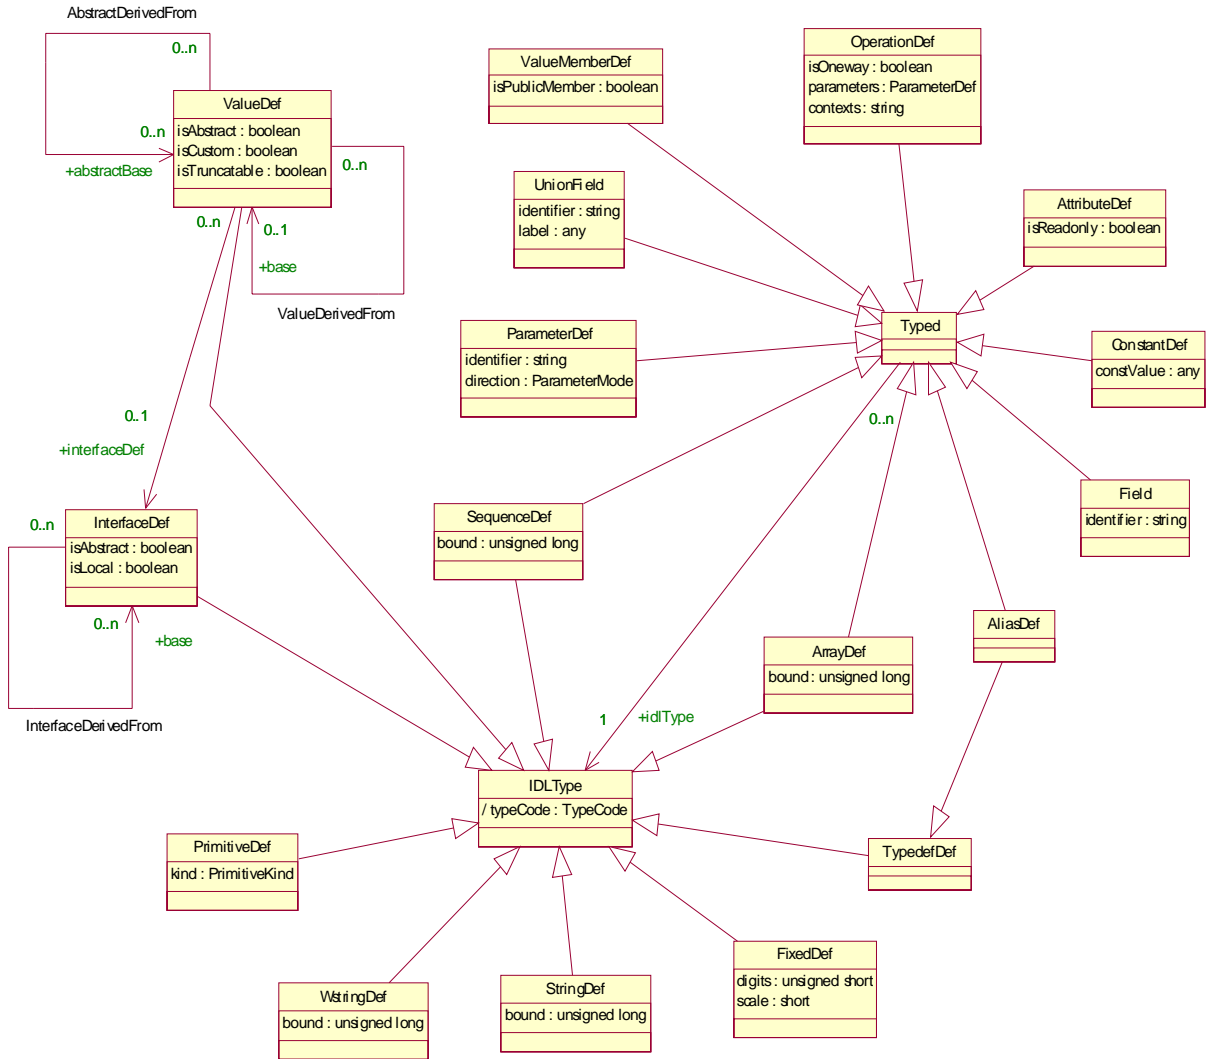 AbstractDerivedFrom
0..n
0..n
ValueDef
isAbstract : boolean
isCustom : boolean
isTruncatable : boolean
0..n
+abstractBase
0..n
0..n
0..1
+base
ValueDerivedFrom
ValueMemberDef
isPublicMember : boolean
OperationDef
isOneway : boolean
parameters : ParameterDef
contexts : string
UnionField
identifier : string
label : any
AttributeDef
isReadonly : boolean
Typed
ParameterDef
identifier : string
direction : ParameterMode
ConstantDef
constValue : any
0..1
+interfaceDef
0..n
Field
identifier : string
SequenceDef
bound : unsigned long
0..n
InterfaceDef
isAbstract : boolean
isLocal : boolean
0..n
+base
InterfaceDerivedFrom
AliasDef
ArrayDef
bound : unsigned long
1
+idlType
IDLType
/ typeCode : TypeCode
PrimitiveDef
kind : PrimitiveKind
TypedefDef
FixedDef
digits : unsigned short
scale : short
WstringDef
bound : unsigned long
StringDef
bound : unsigned long